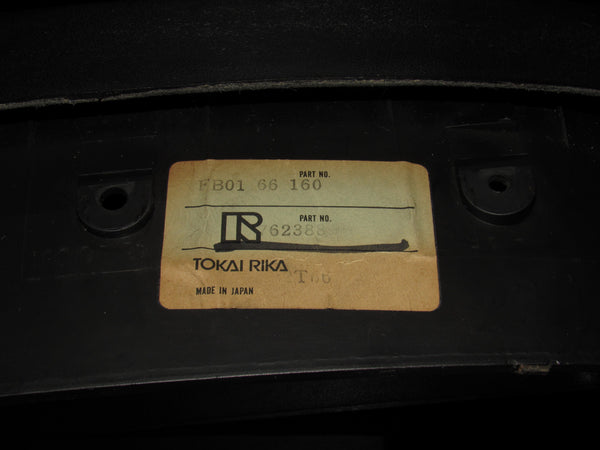 PART NO.
FB01 66 160
PART NO.
TOKAI RIKA
MADE IN JAPAN